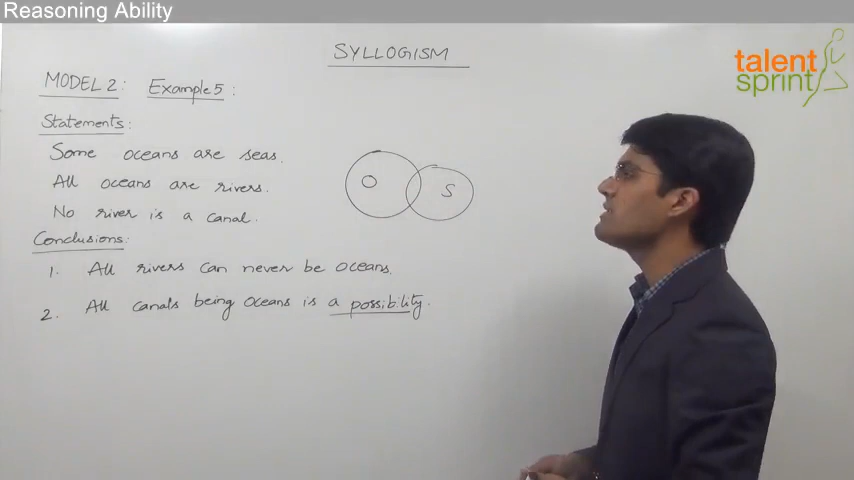 Reasoning Ability
SYLLOGISM
talent
sprint
MODEL 2: Example 5:
Statements:
Some oceans are seas.
All oceans are rivers.
No river is a canal.
O S
Conclusions:
1. All rivers can never be oceans.
2. All canals being oceans is a possibility.